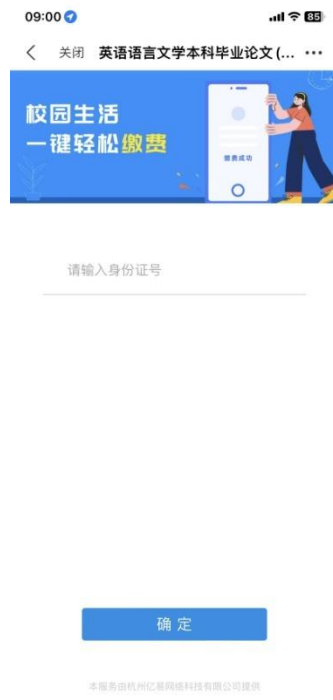 09:00
85
关闭 英语语言文学本科毕业论文 (... •••
校园生活
一键轻松缴费
缴费成功
请输入身份证号
确 定
本服务由杭州亿易网络科技有限公司提供